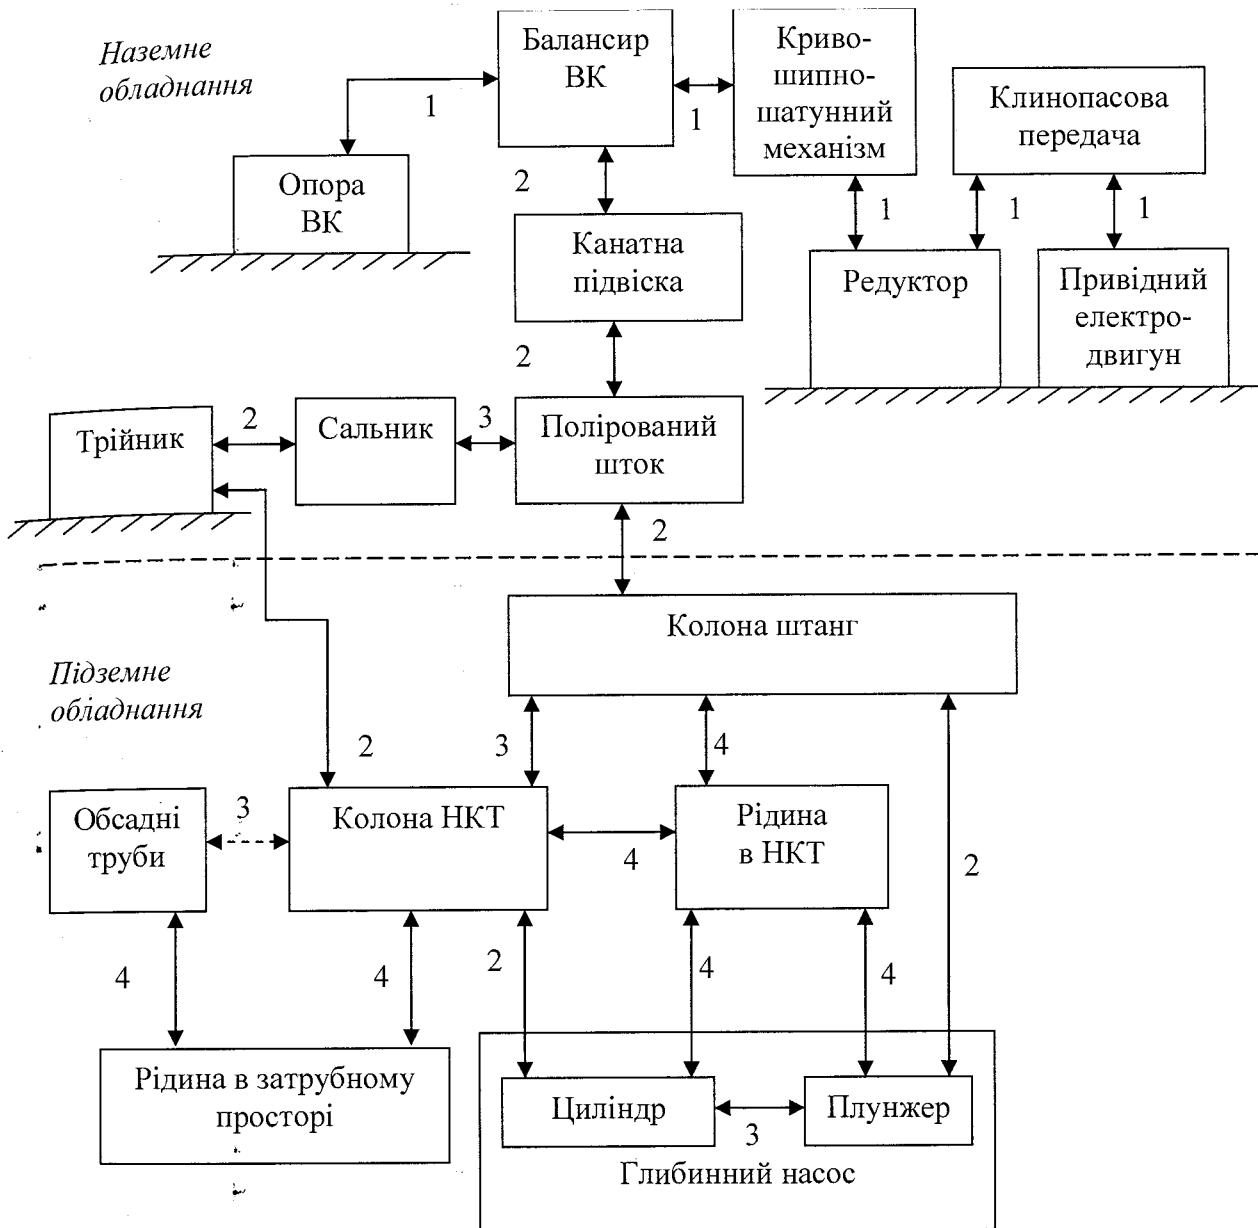 Наземне
обладнання
Балансир
ВК
Криво-
шипно-
шатунний
механізм
Клинопасова
передача
1
1
Опора
ВК
2
1
1
1
Канатна
підвіска
Редуктор
Привідний
електро-
двигун
2
Трійник
2
Сальник
3
Полірований
шток
2
Колона штанг
Підземне
обладнання
2
3
4
Обсадні
труби
3
Колона НКТ
4
Рідина
в НКТ
2
4
4
2
4
4
Рідина в затрубному
просторі
Циліндр
3
Плунжер
Глибинний насос